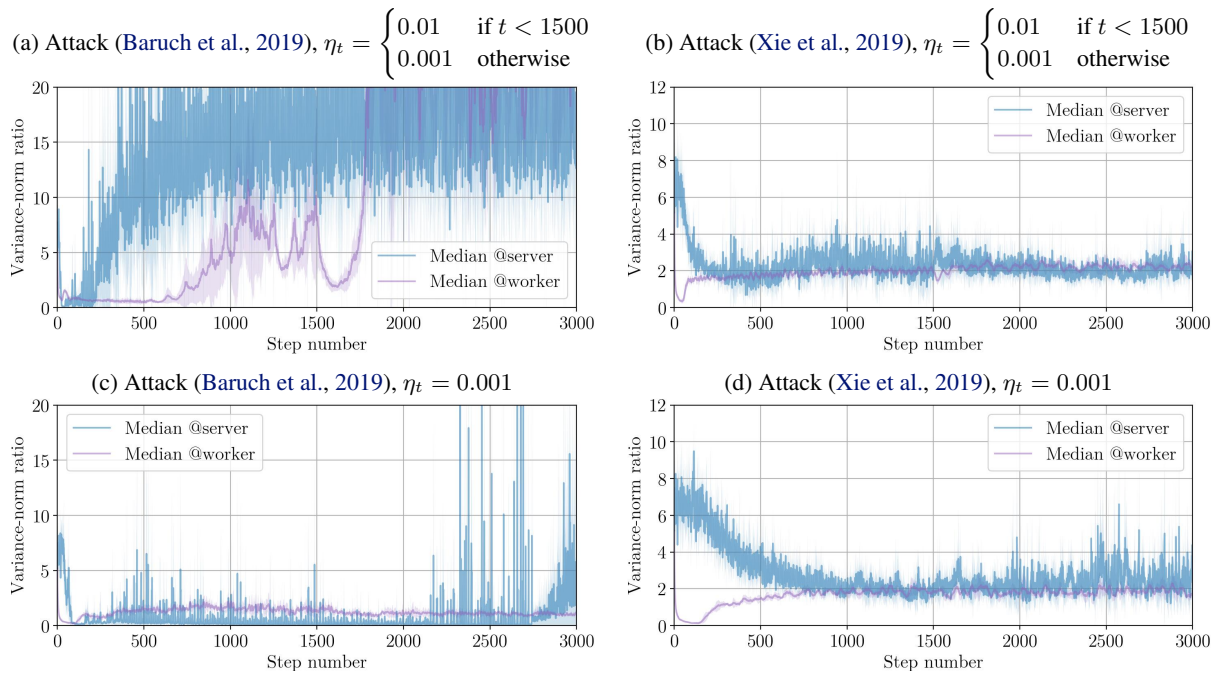 (a) Attack (Baruch et al., 2019), ηt = { 0.01 if t < 1500
0.001 otherwise
(b) Attack (Xie et al., 2019), ηt = { 0.01 if t < 1500
0.001 otherwise
20
15
10
5
0
Variance-norm ratio
Median @server
Median @worker
0 500 1000 1500 2000 2500 3000
Step number
12
10
8
6
4
2
0
Variance-norm ratio
Median @server
Median @worker
0 500 1000 1500 2000 2500 3000
Step number
(c) Attack (Baruch et al., 2019), ηt = 0.001
(d) Attack (Xie et al., 2019), ηt = 0.001
20
15
10
5
0
Variance-norm ratio
Median @server
Median @worker
0 500 1000 1500 2000 2500 3000
Step number
12
10
8
6
4
2
0
Variance-norm ratio
Median @server
Median @worker
0 500 1000 1500 2000 2500 3000
Step number